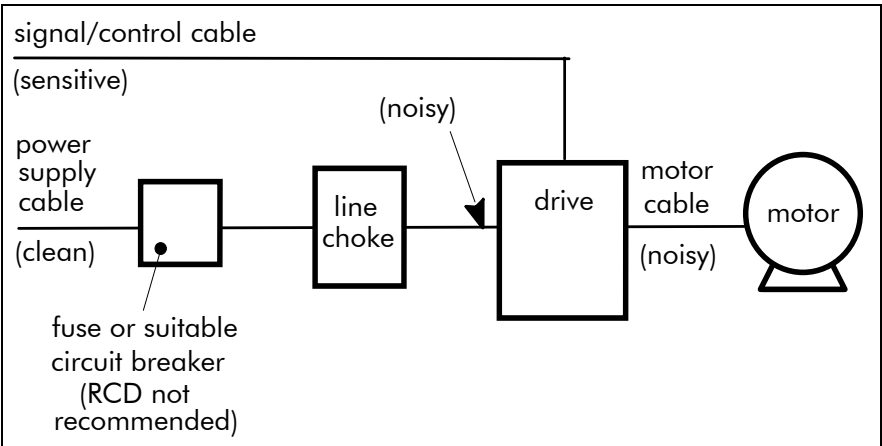 signal/control cable
(sensitive)
(noisy)
power
supply
cable
(clean)
line
choke
drive
motor
cable
(noisy)
motor
fuse or suitable
circuit breaker
(RCD not
recommended)